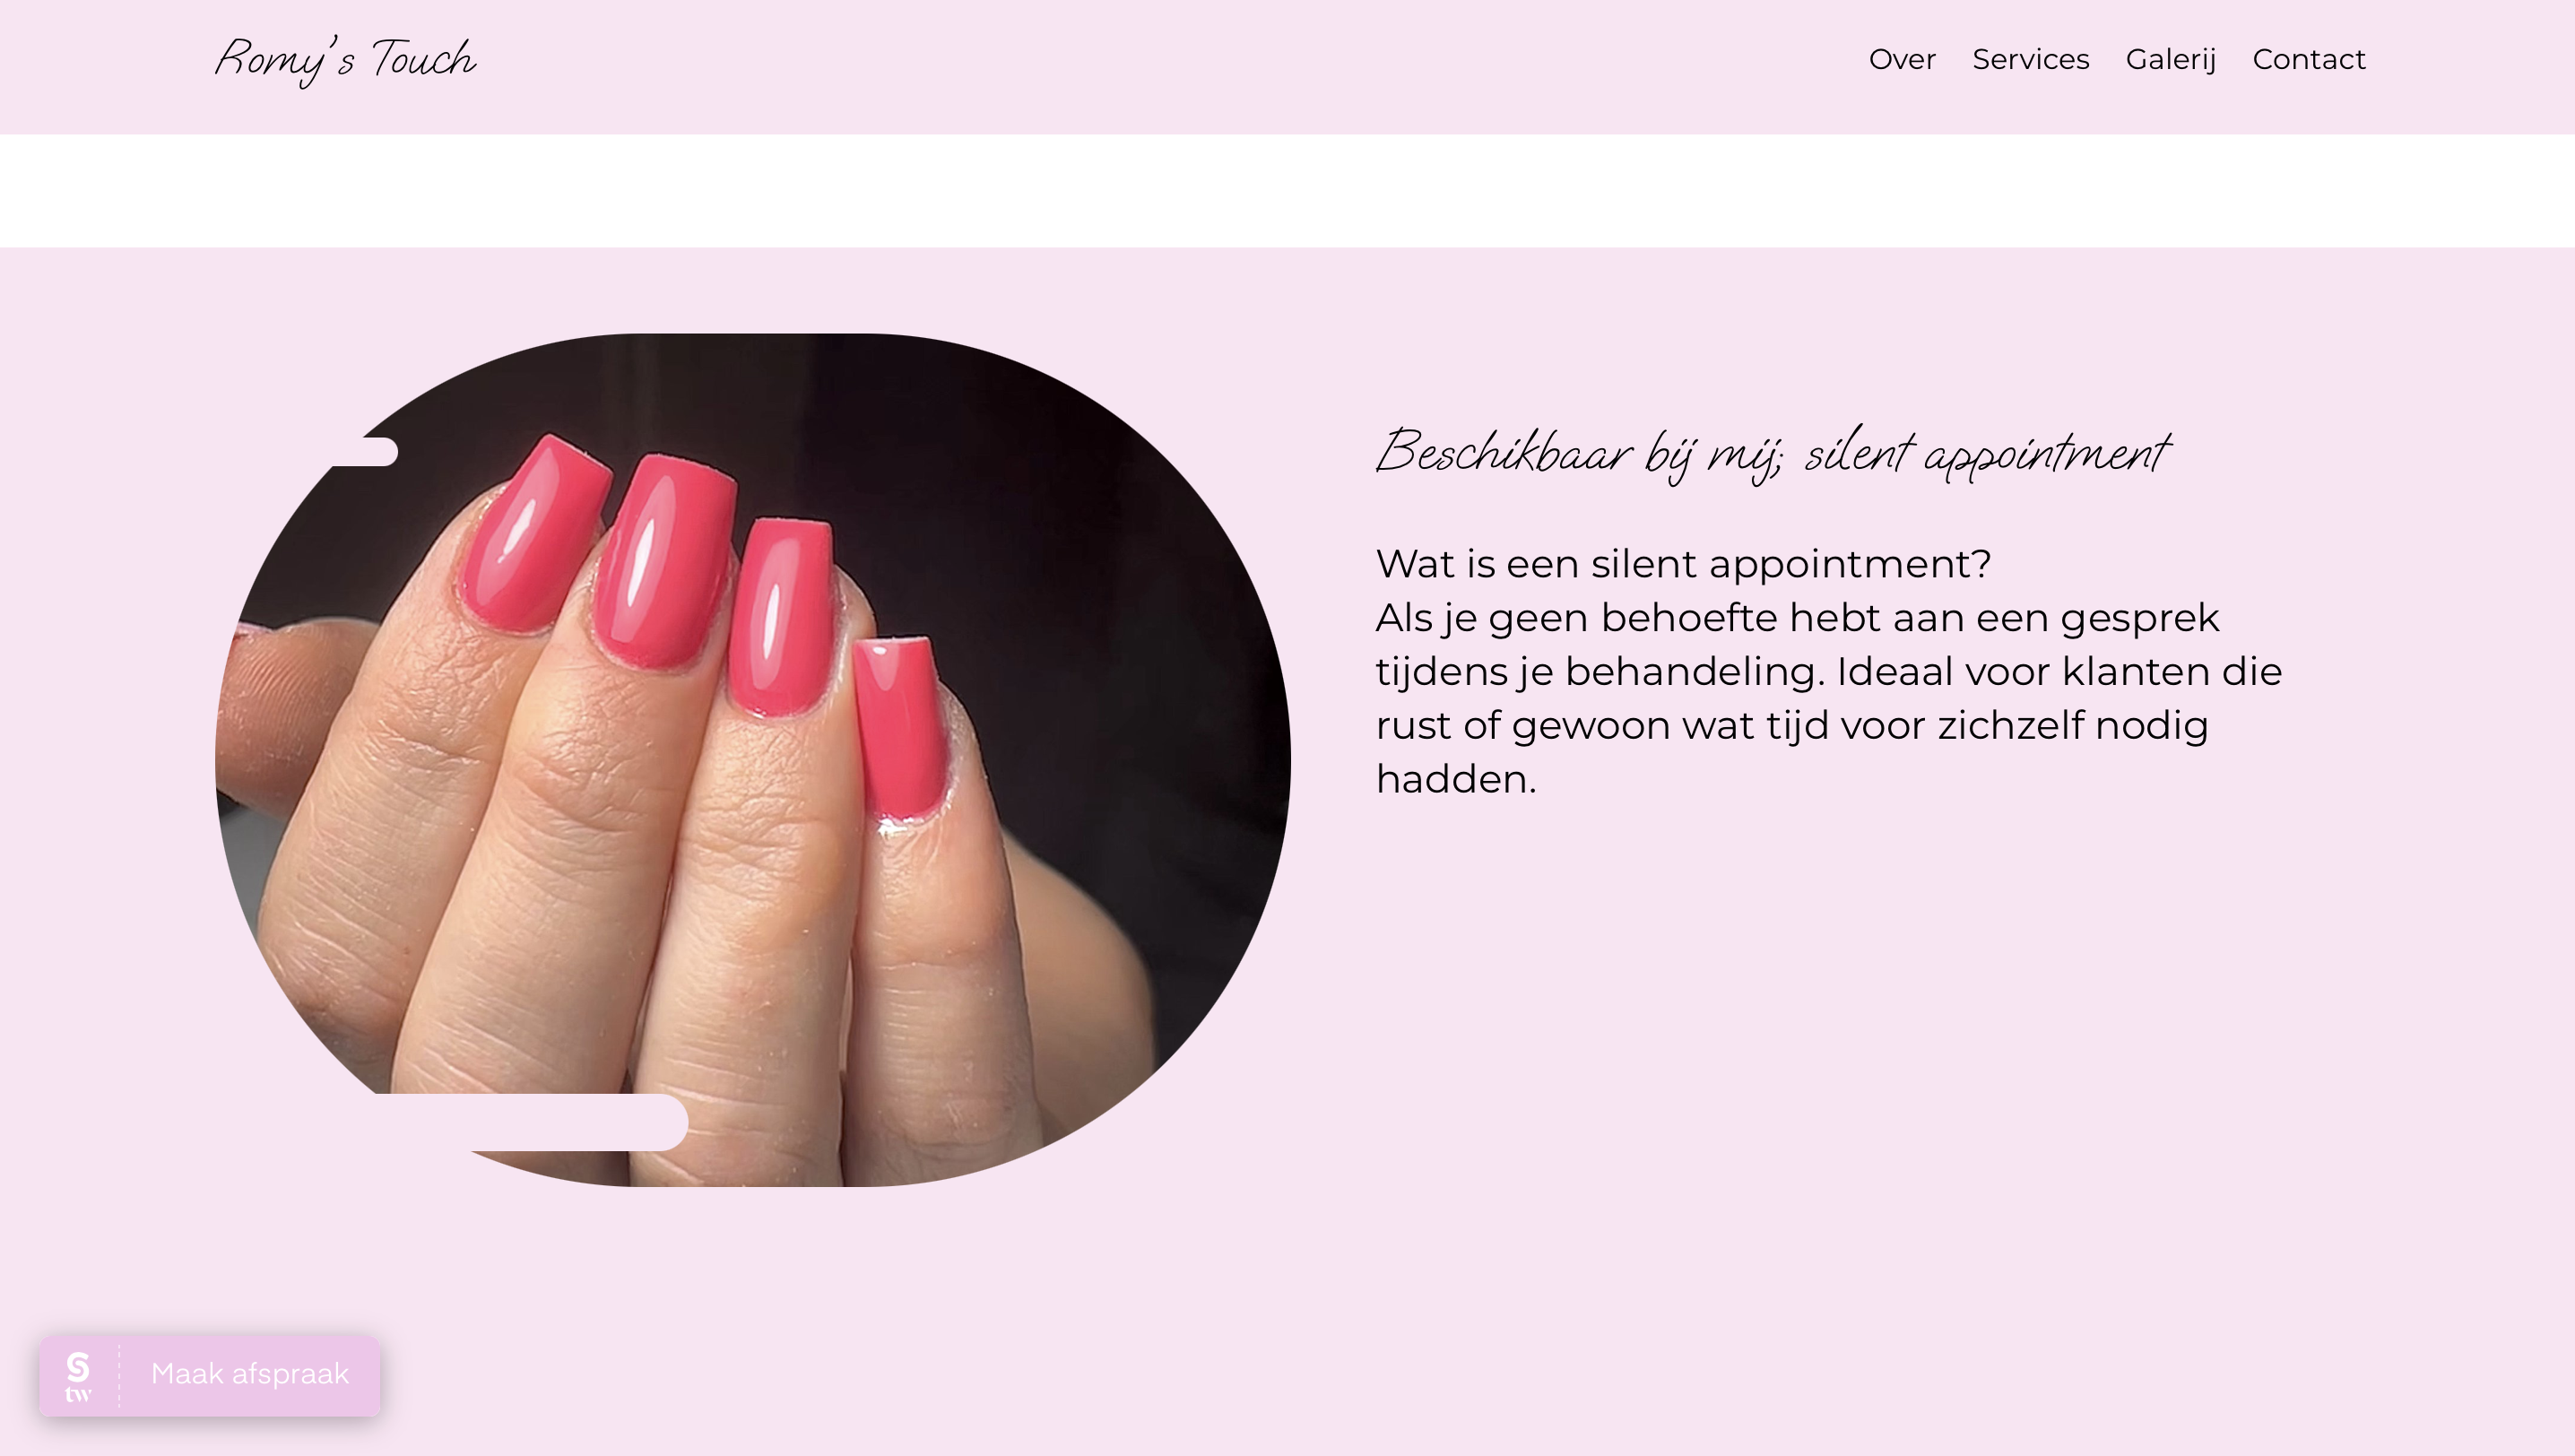 Romy's Touch
Over Services Galerij Contact
Beschikbaar bij mij; silent appointment
Wat is een silent appointment?
Als je geen behoefte hebt aan een gesprek
tijdens je behandeling. Ideaal voor klanten die
rust of gewoon wat tijd voor zichzelf nodig
hadden.
S
tw
Maak afspraak